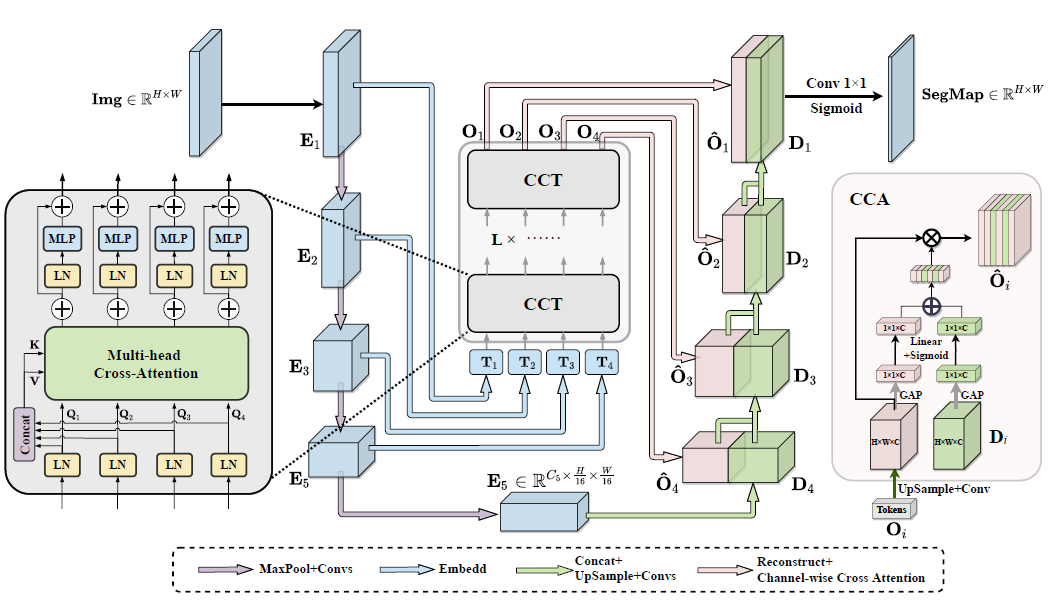 Img ∈ ℝ^{H×W}
E₁
E₂
E₃
E₅
E₅ ∈ ℝ^{C₅×H/16×W/16}
MLP MLP MLP MLP
LN LN LN LN
Multi-head
Cross-Attention
K
V
Concat
Q₁ Q₂ Q₃ Q₄
LN LN LN LN
O₁ O₂ O₃ O₄
CCT
L × ······
CCT
T₁ T₂ T₃ T₄
Ô₁ D₁
Ô₂ D₂
Ô₃ D₃
Ô₄ D₄
Conv 1×1
Sigmoid
SegMap ∈ ℝ^{H×W}
CCA
Ôᵢ
1×1×C 1×1×C
Linear
+Sigmoid
1×1×C 1×1×C
GAP GAP
H×W×C H×W×C
Dᵢ
UpSample+Conv
Tokens
Oᵢ
MaxPool+Convs
Embedd
Concat+
UpSample+Convs
Reconstruct+
Channel-wise Cross Attention